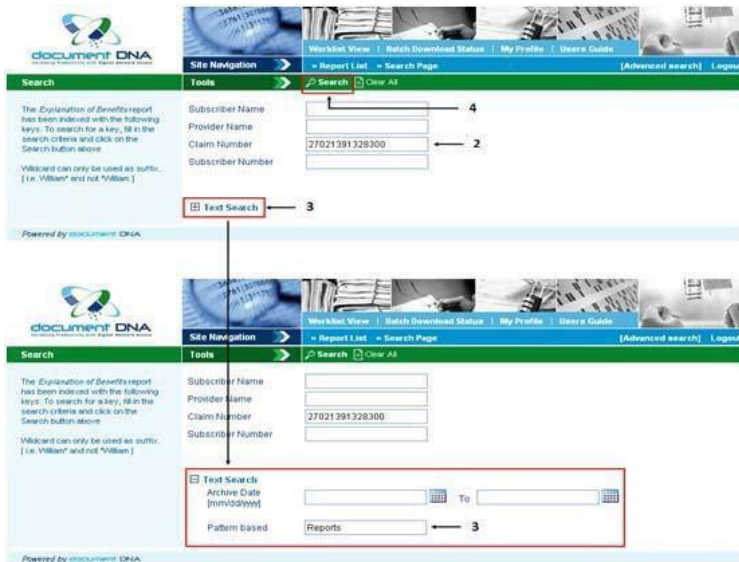 document DNA
Worklist View | Batch Download Status | My Profile | Users Guide
Site Navigation » Report List » Search Page [Advanced search] Logout
Search Tools Search Clear All
The Explanation of Benefits report
has been indexed with the following
keys. To search for a key, fill in the
search criteria and click on the
Search button above
Wildcard can only be used as suffix.
[ i.e. William* and not *William ]
Subscriber Name
4
Provider Name
Claim Number 27021391328300 2
Subscriber Number
Text Search 3
Powered by document DNA
document DNA
Worklist View | Batch Download Status | My Profile | Users Guide
Site Navigation » Report List » Search Page [Advanced search] Logout
Search Tools Search Clear All
The Explanation of Benefits report
has been indexed with the following
keys. To search for a key, fill in the
search criteria and click on the
Search button above
Wildcard can only be used as suffix.
[ i.e. William* and not *William ]
Subscriber Name
Provider Name
Claim Number 27021391328300
Subscriber Number
Text Search
Archive Date
[mm/dd/yyyy] To
Pattern based Reports 3
Powered by document DNA